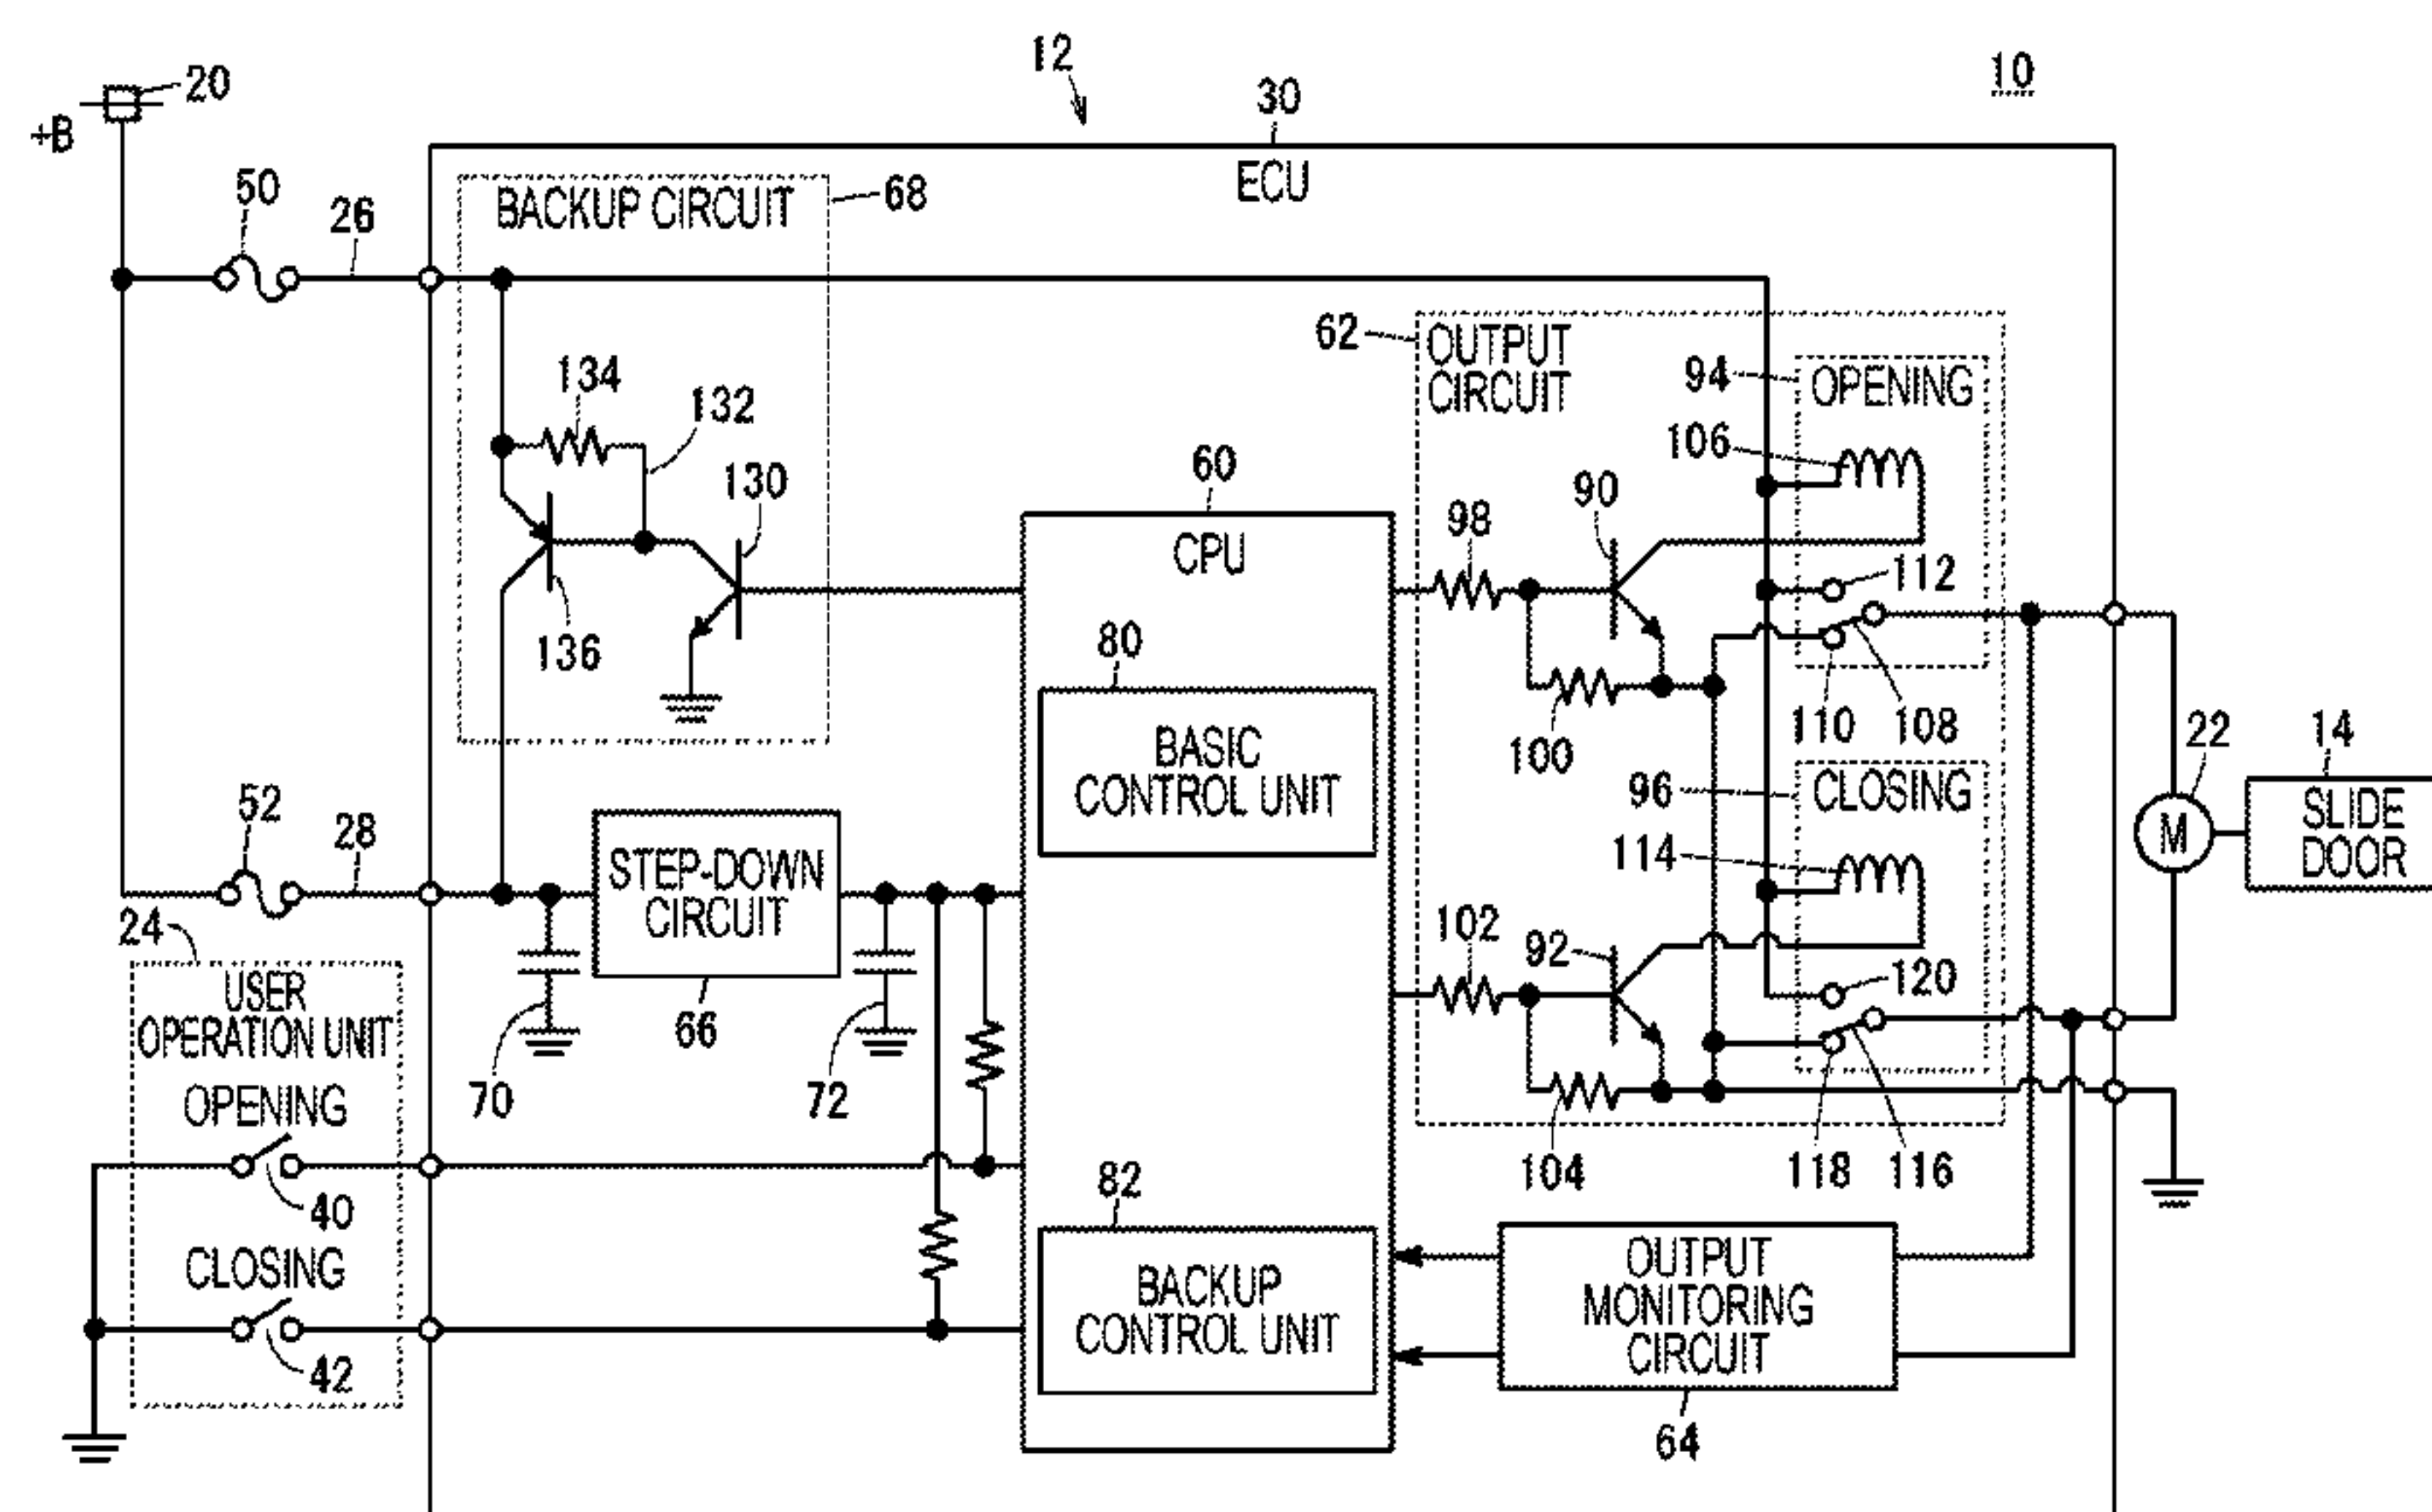 12
10
20
30
+B
ECU
50
26
BACKUP CIRCUIT
68
62
OUTPUT
CIRCUIT
94
OPENING
134
132
106
60
130
90
98
CPU
112
136
80
110
108
22
14
100
BASIC
CONTROL UNIT
96
CLOSING
SLIDE
DOOR
M
52
28
STEP-DOWN
CIRCUIT
114
24
102
92
120
USER
OPERATION UNIT
66
70
72
OPENING
104
118
116
40
82
CLOSING
BACKUP
CONTROL UNIT
OUTPUT
MONITORING
CIRCUIT
42
64